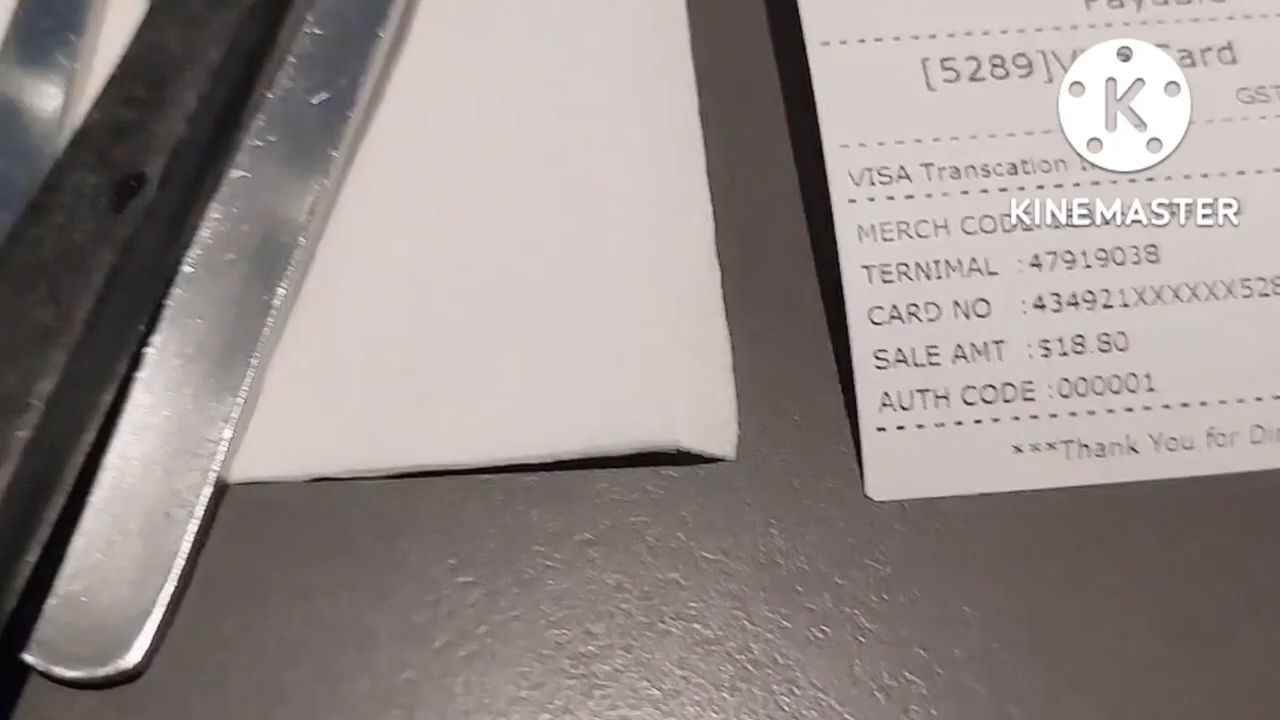 [5289]
GST
VISA Transcation
MERCH CODE
TERNIMAL :47919038
CARD NO :434921XXXXXX528
SALE AMT :$18.80
AUTH CODE :000001
***Thank You for
K
KINEMASTER